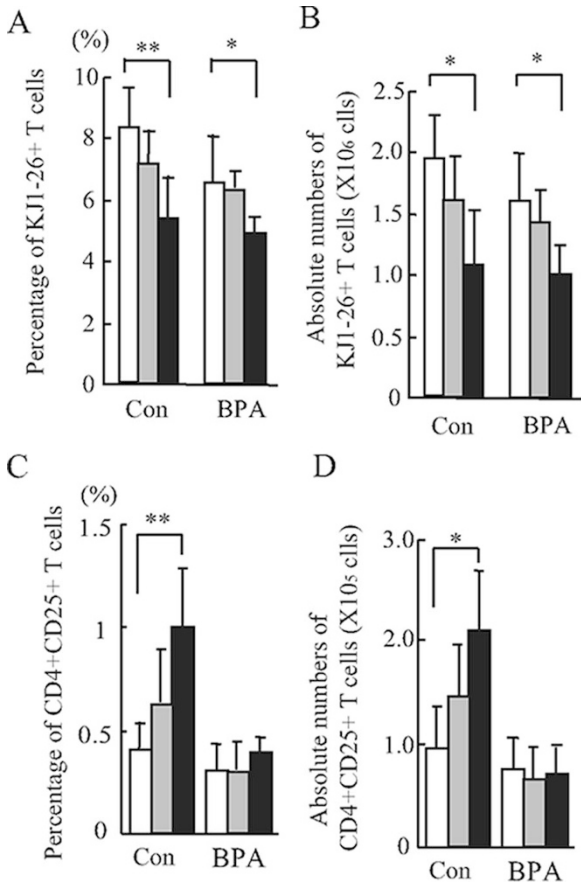 A
(%)
** *
Percentage of KJ1-26+ T cells
10
8
6
4
2
0
Con BPA
B
* *
Absolute numbers of
KJ1-26+ T cells (X10₆ clls)
2.5
2.0
1.5
1.0
0.5
0
Con BPA
C
(%)
**
Percentage of CD4+CD25+ T cells
1.5
1
0.5
0
Con BPA
D
*
Absolute numbers of
CD4+CD25+ T cells (X10₅ clls)
3.0
2.0
1.0
0
Con BPA